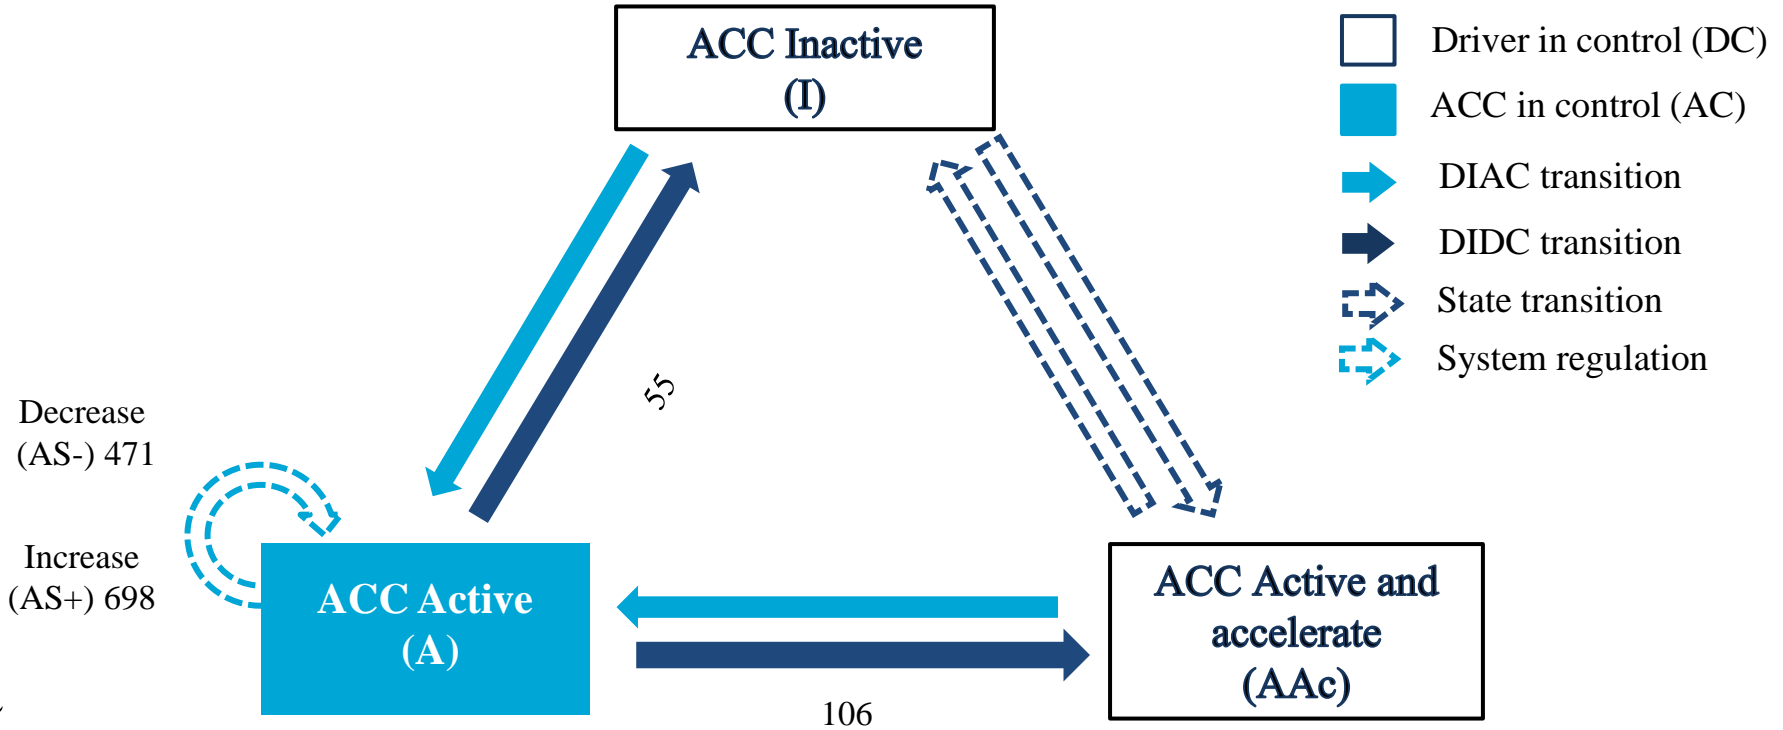 ACC Inactive
(I)
Driver in control (DC)
ACC in control (AC)
DIAC transition
DIDC transition
State transition
System regulation
55
Decrease
(AS-) 471
Increase
(AS+) 698
ACC Active
(A)
ACC Active and
accelerate
(AAc)
106